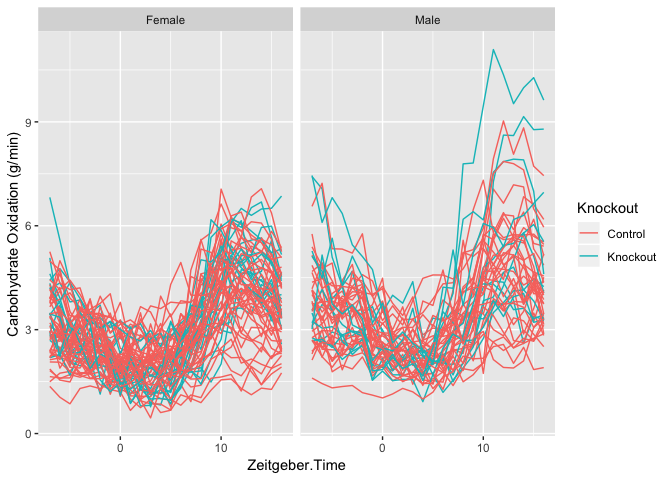 Female
Male
Carbohydrate Oxidation (g/min)
9
6
3
0
0
10
0
10
Zeitgeber.Time
Knockout
Control
Knockout